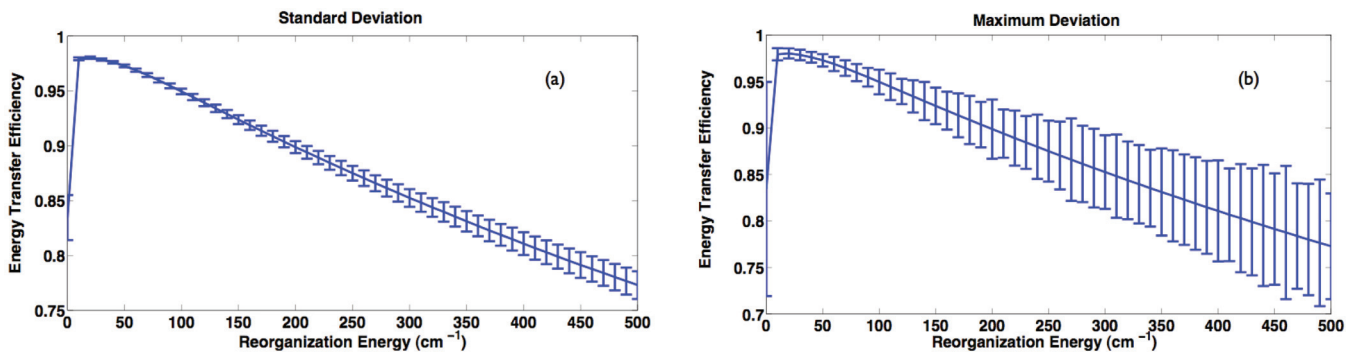 Standard Deviation
(a)
Energy Transfer Efficiency
1
0.95
0.9
0.85
0.8
0.75
0 50 100 150 200 250 300 350 400 450 500
Reorganization Energy (cm⁻¹)
Maximum Deviation
(b)
Energy Transfer Efficiency
1
0.95
0.9
0.85
0.8
0.75
0.7
0 50 100 150 200 250 300 350 400 450 500
Reorganization Energy (cm⁻¹)